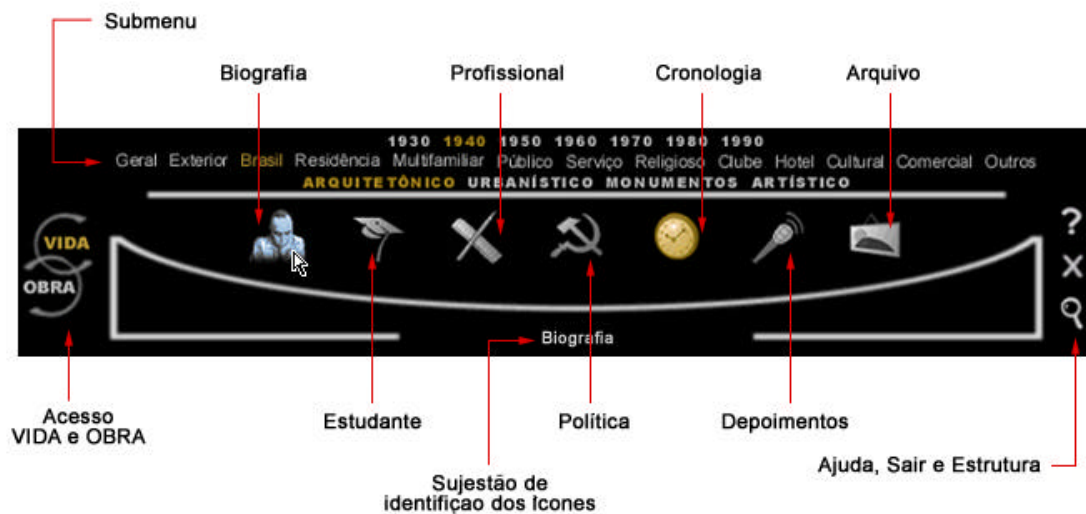 Submenu
Biografia
Profissional
Cronologia
Arquivo
1930 1940 1950 1960 1970 1980 1990
Geral Exterior Brasil Residência Multifamiliar Público Serviço Religioso Clube Hotel Cultural Comercial Outros
ARQUITETÔNICO URBANÍSTICO MONUMENTOS ARTÍSTICO
VIDA
OBRA
?
X
Biografia
Acesso
VIDA e OBRA
Estudante
Política
Depoimentos
Ajuda, Sair e Estrutura
Sujestão de
identifiçao dos Ícones